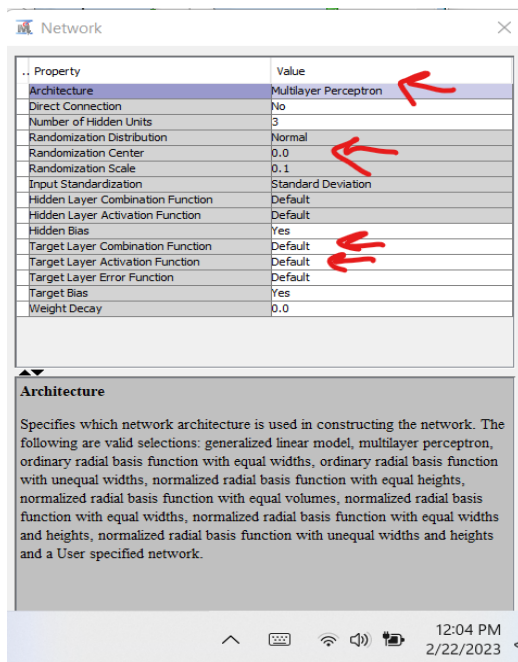 Network
.. Property Value
Architecture Multilayer Perceptron
Direct Connection No
Number of Hidden Units 3
Randomization Distribution Normal
Randomization Center 0.0
Randomization Scale 0.1
Input Standardization Standard Deviation
Hidden Layer Combination Function Default
Hidden Layer Activation Function Default
Hidden Bias Yes
Target Layer Combination Function Default
Target Layer Activation Function Default
Target Layer Error Function Default
Target Bias Yes
Weight Decay 0.0
Architecture
Specifies which network architecture is used in constructing the network. The
following are valid selections: generalized linear model, multilayer perceptron,
ordinary radial basis function with equal widths, ordinary radial basis function
with unequal widths, normalized radial basis function with equal heights,
normalized radial basis function with equal volumes, normalized radial basis
function with equal widths, normalized radial basis function with equal widths
and heights, normalized radial basis function with unequal widths and heights
and a User specified network.
12:04 PM
2/22/2023